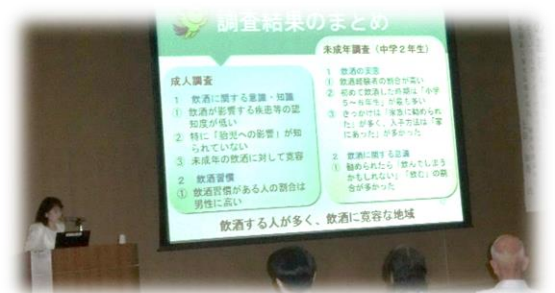 調査結果のまとめ
成人調査
1 飲酒に関する意識・知識
① 飲酒が影響する疾患等の認
知度が低い
② 特に「胎児への影響」が知
られていない
③ 未成年の飲酒に対して寛容
2 飲酒習慣
① 飲酒習慣がある人の割合は
男性に高い
未成年調査(中学2年生)
1 飲酒の実態
① 飲酒経験者の割合が高い
② 初めて飲酒した時期は「小学
5~6年生」が最も多い
③ きっかけは「家族に勧められ
た」が多く、入手方法は「家
にあった」が多かった
2 飲酒に関する意識
① 勧められたら「飲んでしまう
かもしれない」「飲む」の割
合が多かった
飲酒する人が多く、飲酒に寛容な地域